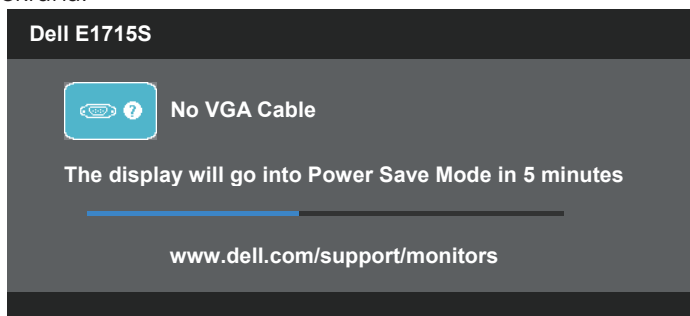 Dell E1715S
No VGA Cable
The display will go into Power Save Mode in 5 minutes
www.dell.com/support/monitors